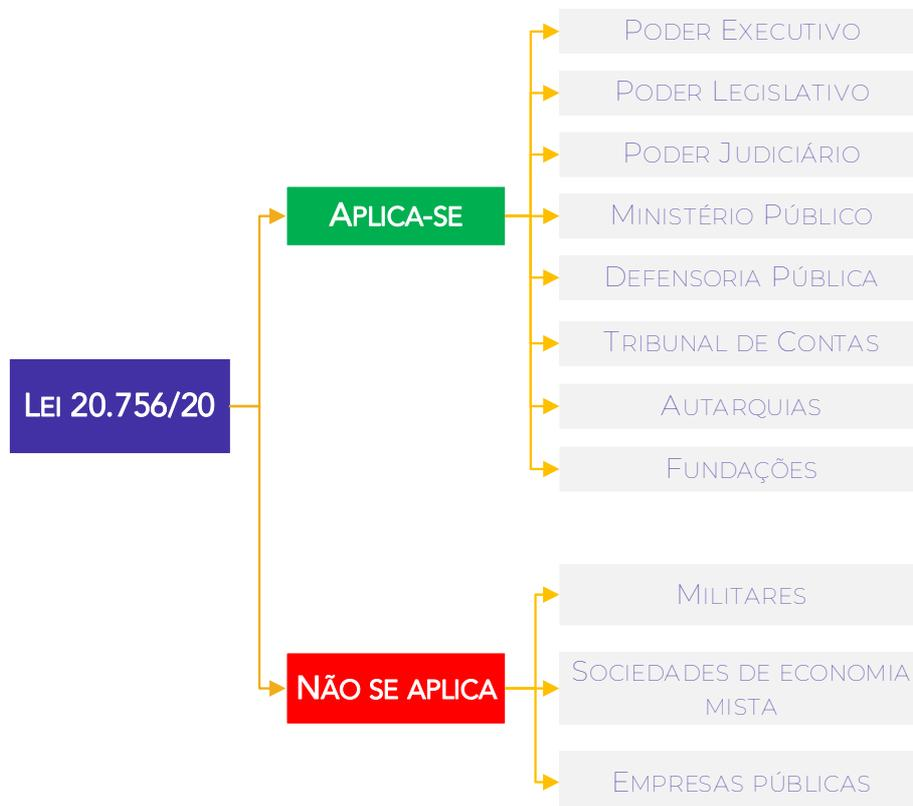 Lei 20.756/20
Aplica-se
Poder Executivo
Poder Legislativo
Poder Judiciário
Ministério Público
Defensoria Pública
Tribunal de Contas
Autarquias
Fundações
Não se aplica
Militares
Sociedades de economia
mista
Empresas públicas